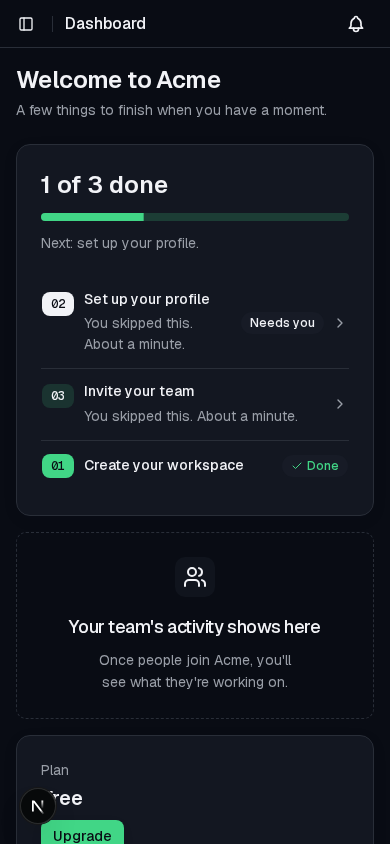 Dashboard
Welcome to Acme
A few things to finish when you have a moment.
1 of 3 done
Next: set up your profile.
02
Set up your profile
You skipped this.
About a minute.
Needs you
03
Invite your team
You skipped this. About a minute.
01
Create your workspace
Done
Your team's activity shows here
Once people join Acme, you'll
see what they're working on.
Plan
N
ree
Upgrade